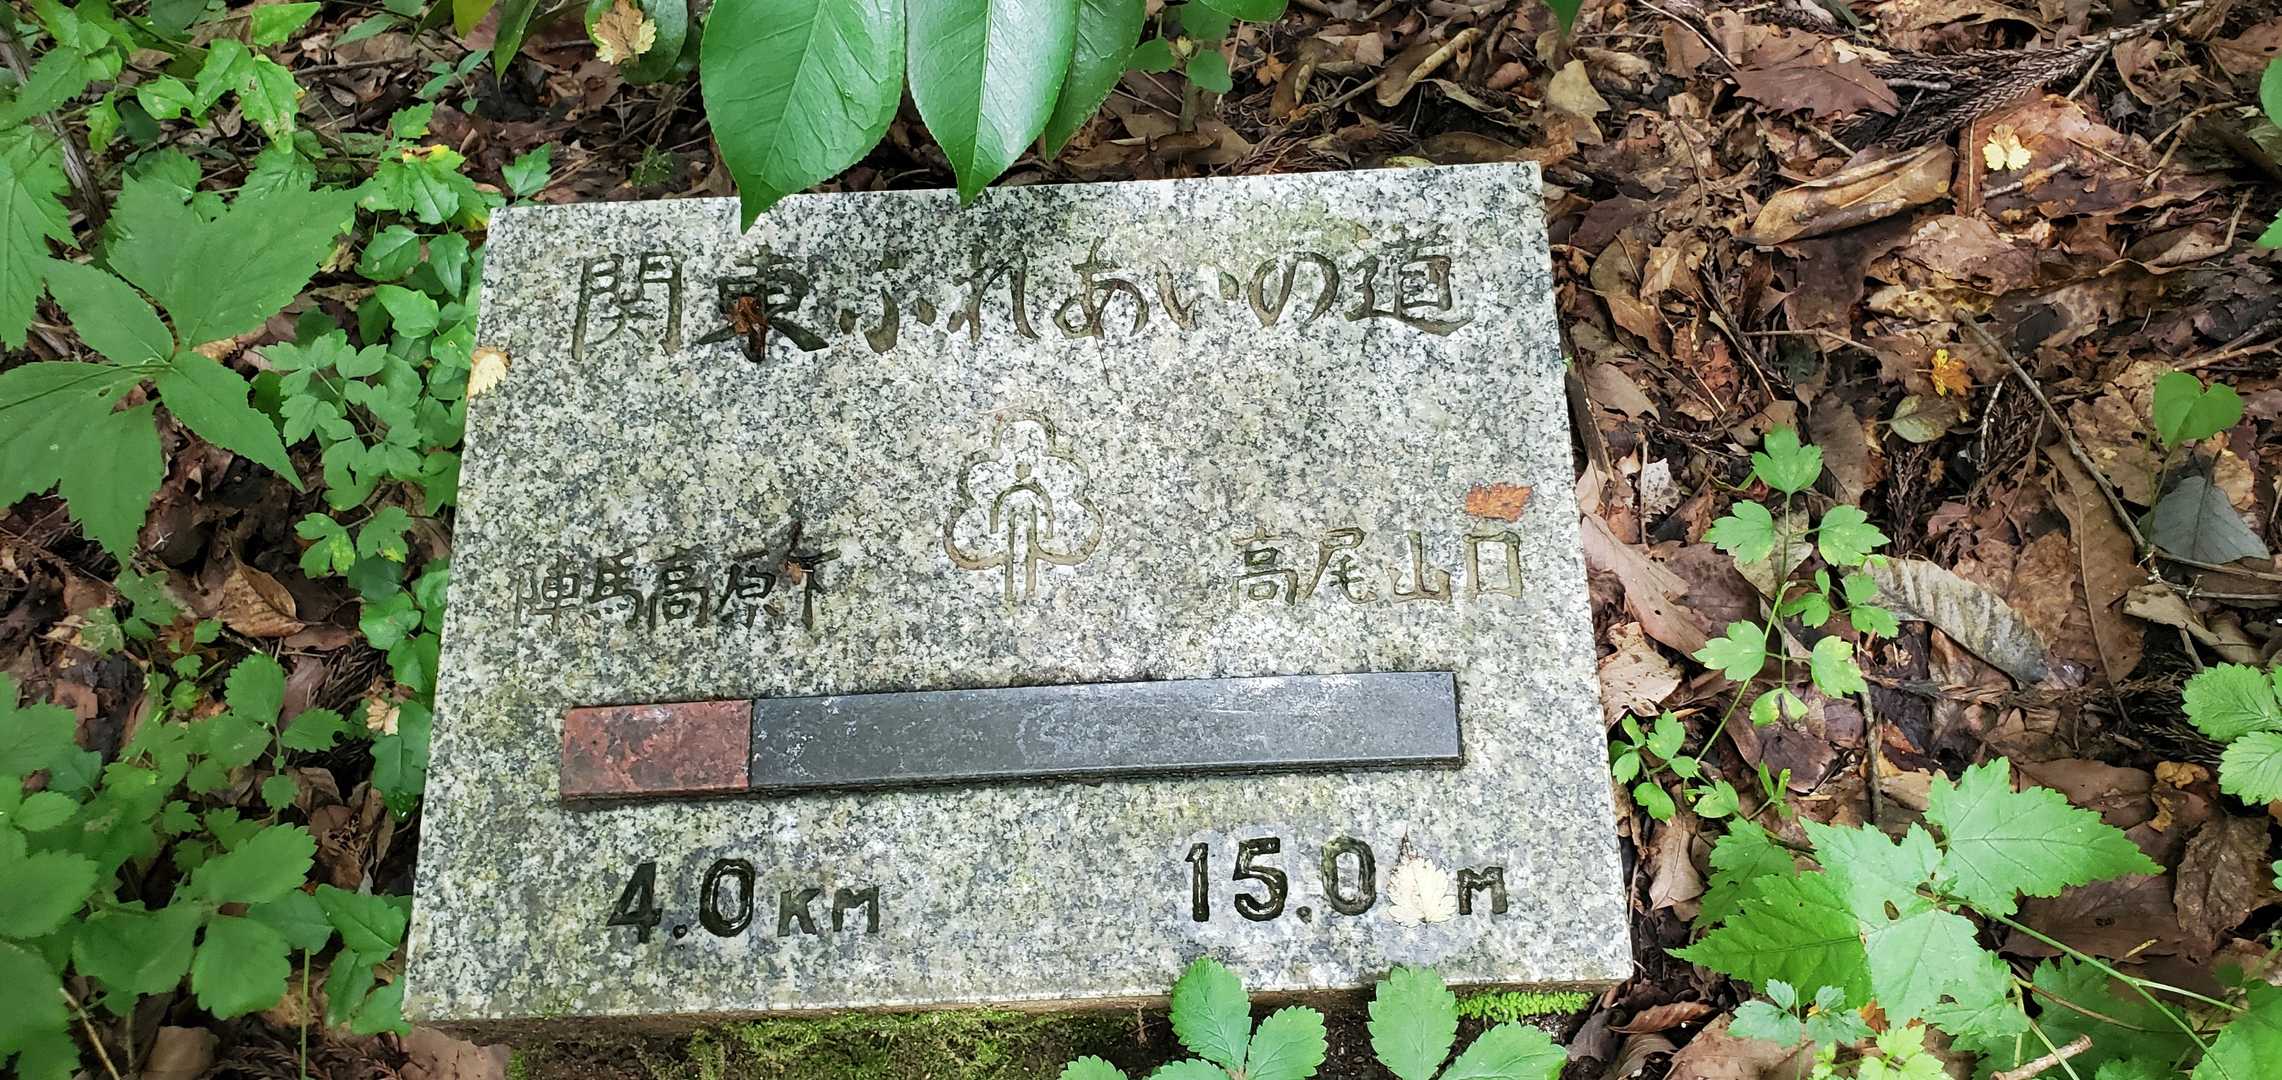 関東ふれあいの道
陣馬高原下 高尾山口
4.0KM 15.0 M